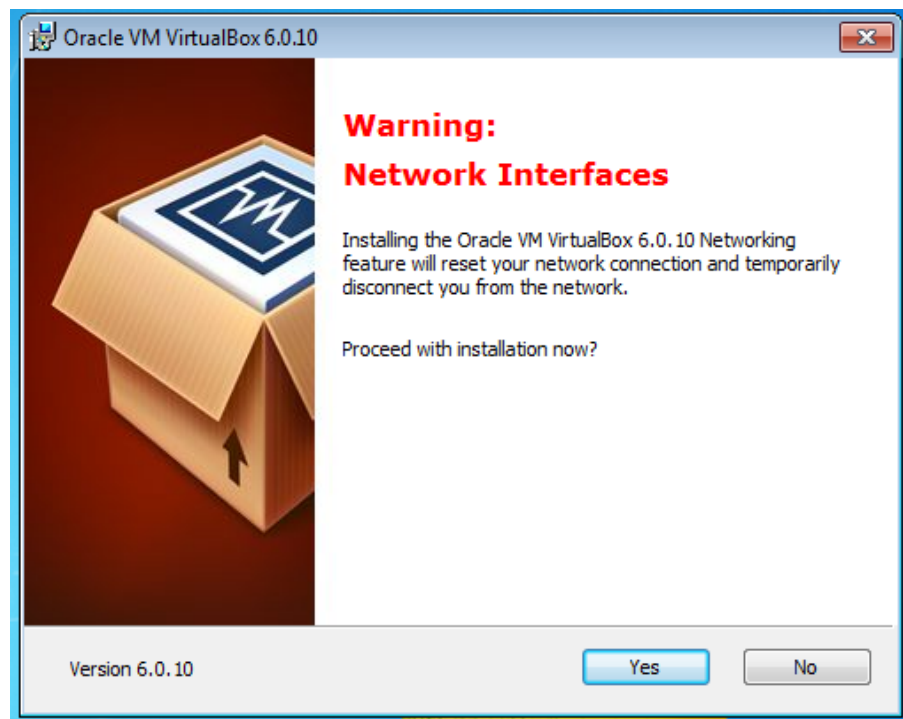 Oracle VM VirtualBox 6.0.10
Warning:
Network Interfaces
Installing the Oracle VM VirtualBox 6.0.10 Networking
feature will reset your network connection and temporarily
disconnect you from the network.
Proceed with installation now?
Version 6.0.10
Yes
No